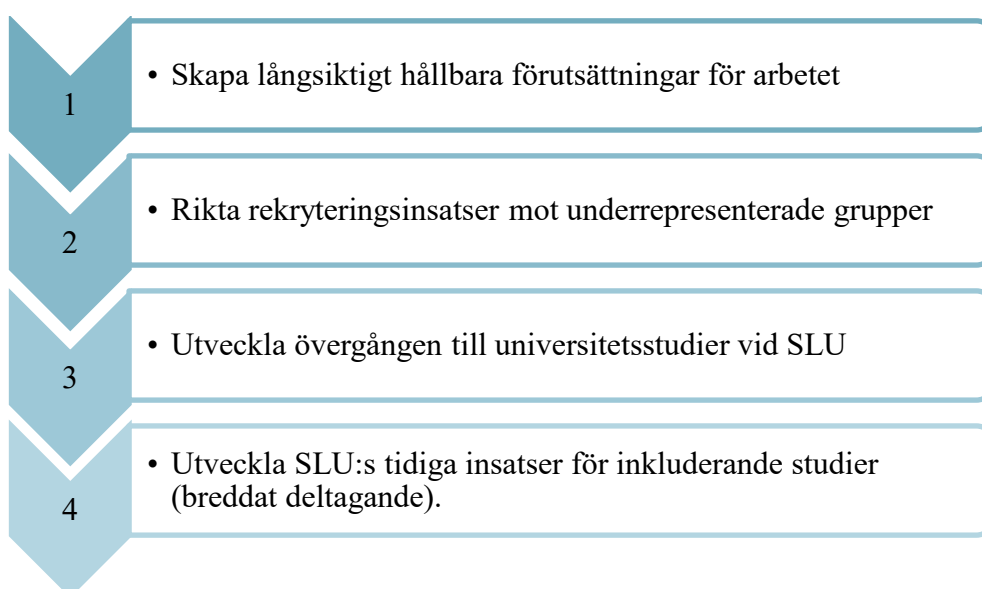 1
• Skapa långsiktigt hållbara förutsättningar för arbetet
2
• Rikta rekryteringsinsatser mot underrepresenterade grupper
3
• Utveckla övergången till universitetsstudier vid SLU
4
• Utveckla SLU:s tidiga insatser för inkluderande studier
(breddat deltagande).